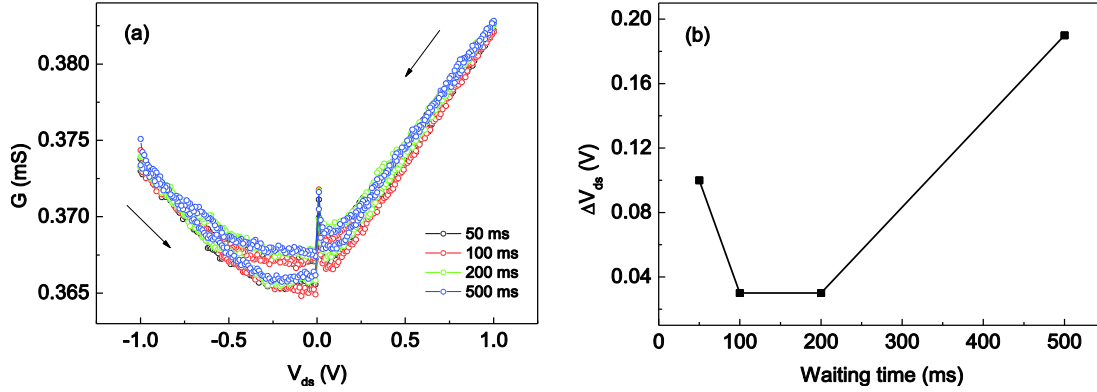 (a)
G (mS)
0.380
0.375
0.370
0.365
50 ms
100 ms
200 ms
500 ms
-1.0 -0.5 0.0 0.5 1.0
V_ds (V)
(b)
ΔV_ds (V)
0.20
0.16
0.12
0.08
0.04
0 100 200 300 400 500
Waiting time (ms)